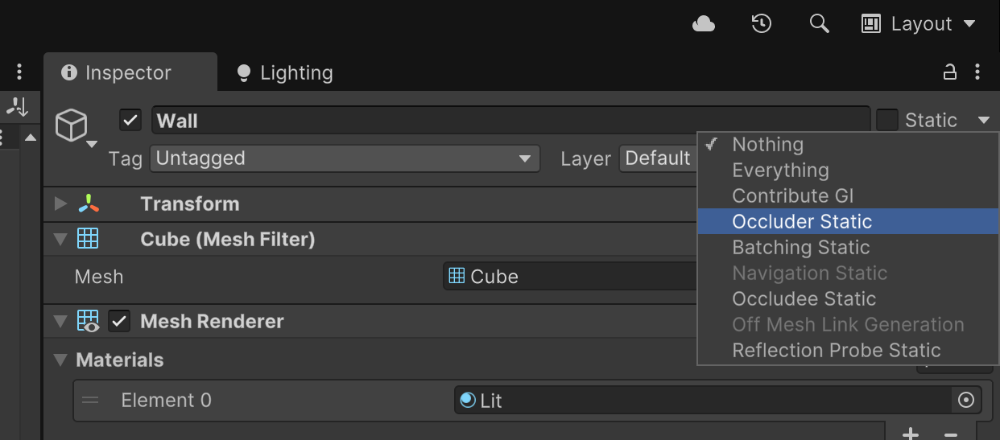 Layout
Inspector
Lighting
Wall
Static
Tag
Untagged
Layer
Default
Nothing
Everything
Contribute GI
Occluder Static
Batching Static
Navigation Static
Occludee Static
Off Mesh Link Generation
Reflection Probe Static
Transform
Cube (Mesh Filter)
Mesh
Cube
Mesh Renderer
Materials
Element 0
Lit